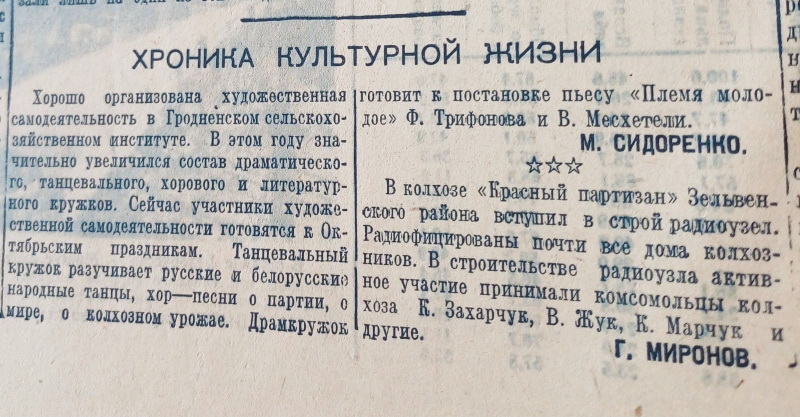 ХРОНИКА КУЛЬТУРНОЙ ЖИЗНИ
Хорошо организована художественная
самодеятельность в Гродненском сельскохо-
зяйственном институте. В этом году зна-
чительно увеличился состав драматическо-
го, танцевального, хорового и литератур-
ного кружков. Сейчас участники художе-
ственной самодеятельности готовятся к Ок-
тябрьским праздникам. Танцевальный
кружок разучивает русские и белорусские
народные танцы, хор—песни о партии, о
мире, о колхозном урожае. Драмкружок
готовит к постановке пьесу «Племя моло-
дое» Ф. Трифонова и В. Месхетели.
М. СИДОРЕНКО.
☆☆☆
В колхозе «Красный партизан» Зельвен-
ского района вступил в строй радиоузел.
Радиофицированы почти все дома колхоз-
ников. В строительстве радиоузла актив-
ное участие принимали комсомольцы кол-
хоза К. Захарчук, В. Жук, К. Марчук и
другие.
Г. МИРОНОВ.